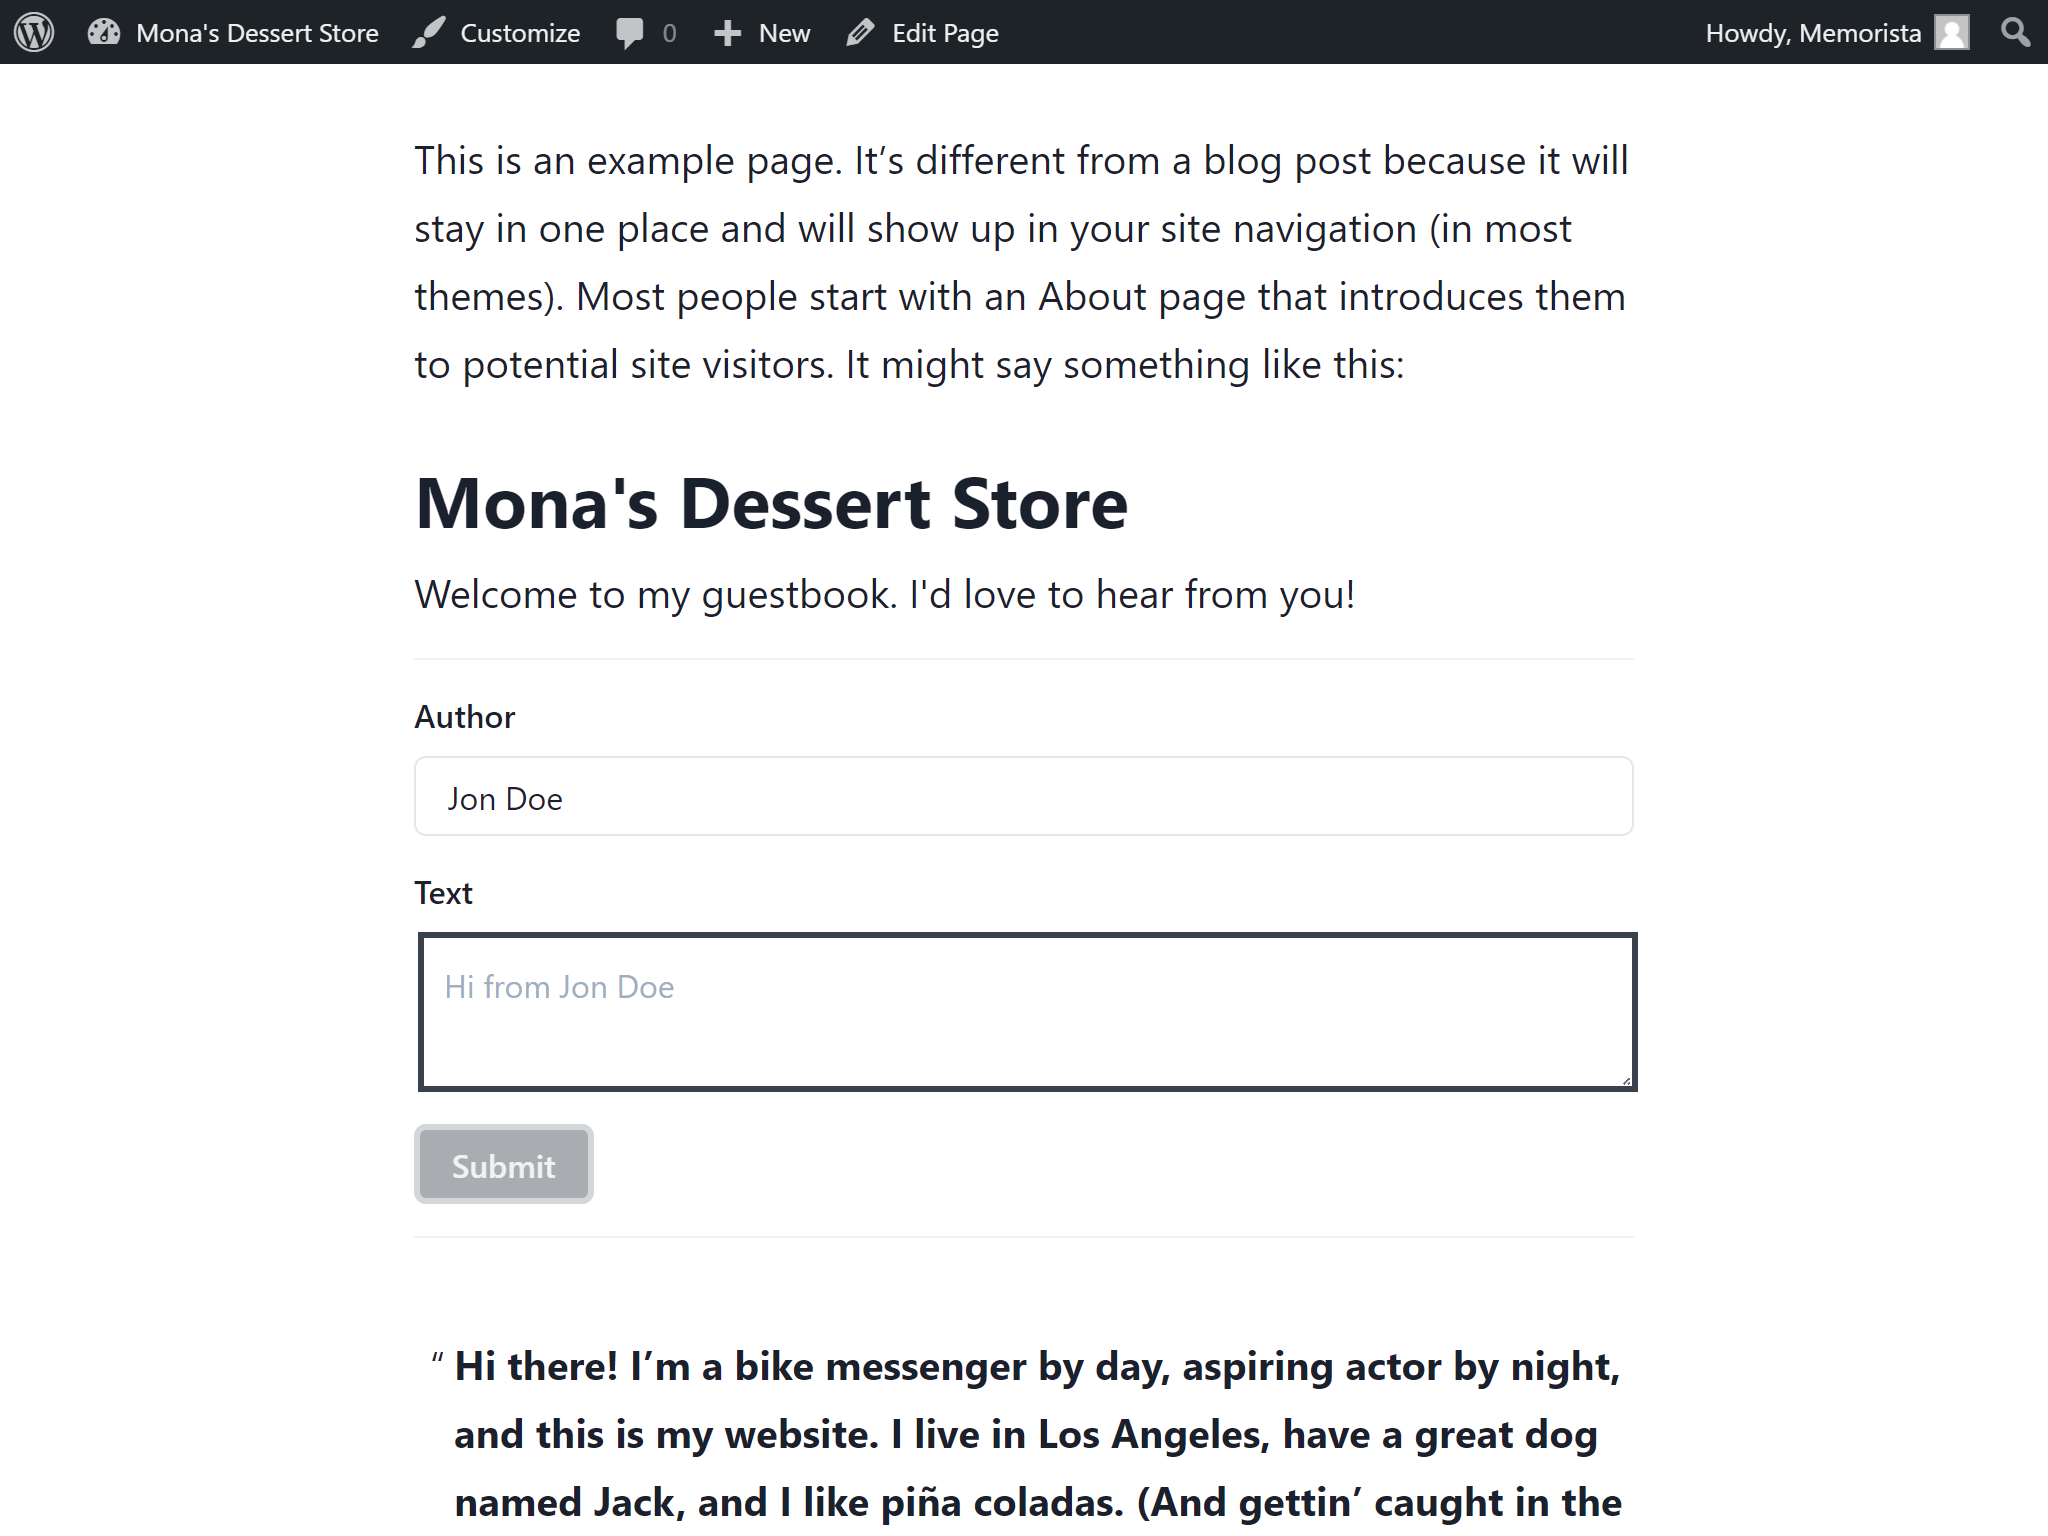 Mona's Dessert Store Customize 0 New Edit Page Howdy, Memorista
This is an example page. It’s different from a blog post because it will
stay in one place and will show up in your site navigation (in most
themes). Most people start with an About page that introduces them
to potential site visitors. It might say something like this:
Mona's Dessert Store
Welcome to my guestbook. I'd love to hear from you!
Author
Jon Doe
Text
Hi from Jon Doe
Submit
“ Hi there! I’m a bike messenger by day, aspiring actor by night,
and this is my website. I live in Los Angeles, have a great dog
named Jack, and I like piña coladas. (And gettin’ caught in the